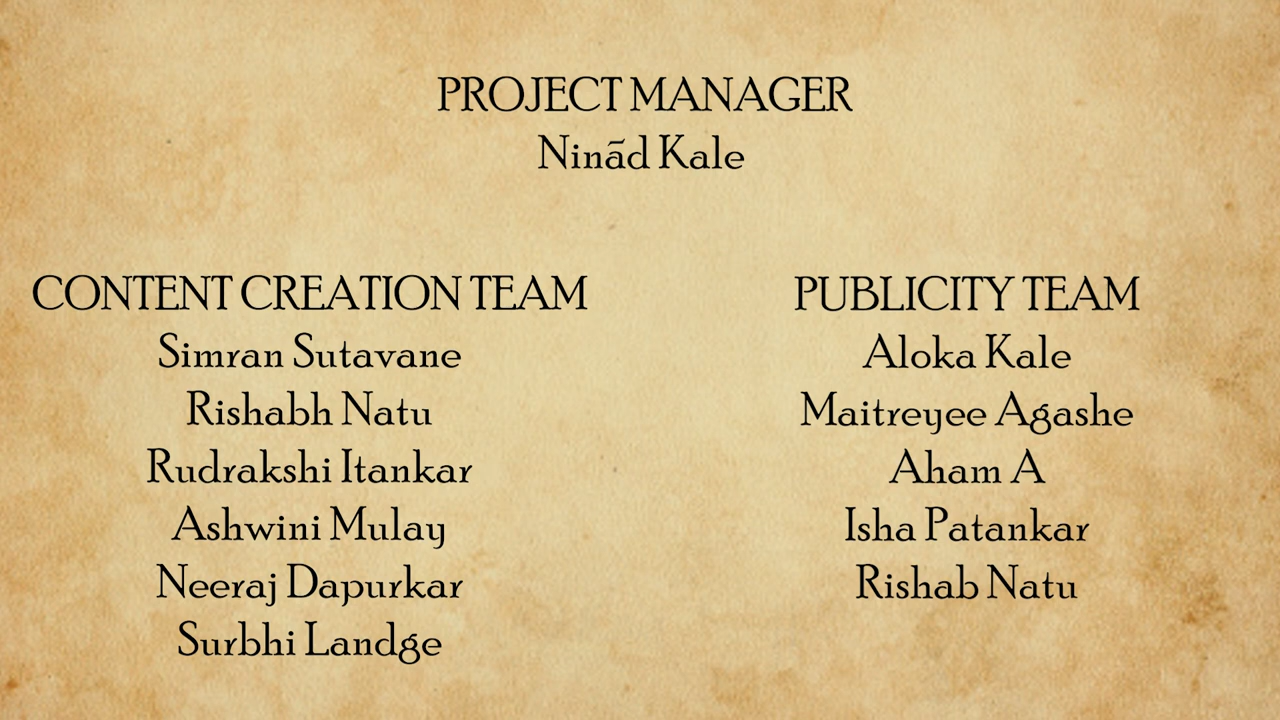 PROJECT MANAGER
Ninād Kale
CONTENT CREATION TEAM
Simran Sutavane
Rishabh Natu
Rudrakshi Itankar
Ashwini Mulay
Neeraj Dapurkar
Surbhi Landge
PUBLICITY TEAM
Aloka Kale
Maitreyee Agashe
Aham A
Isha Patankar
Rishab Natu